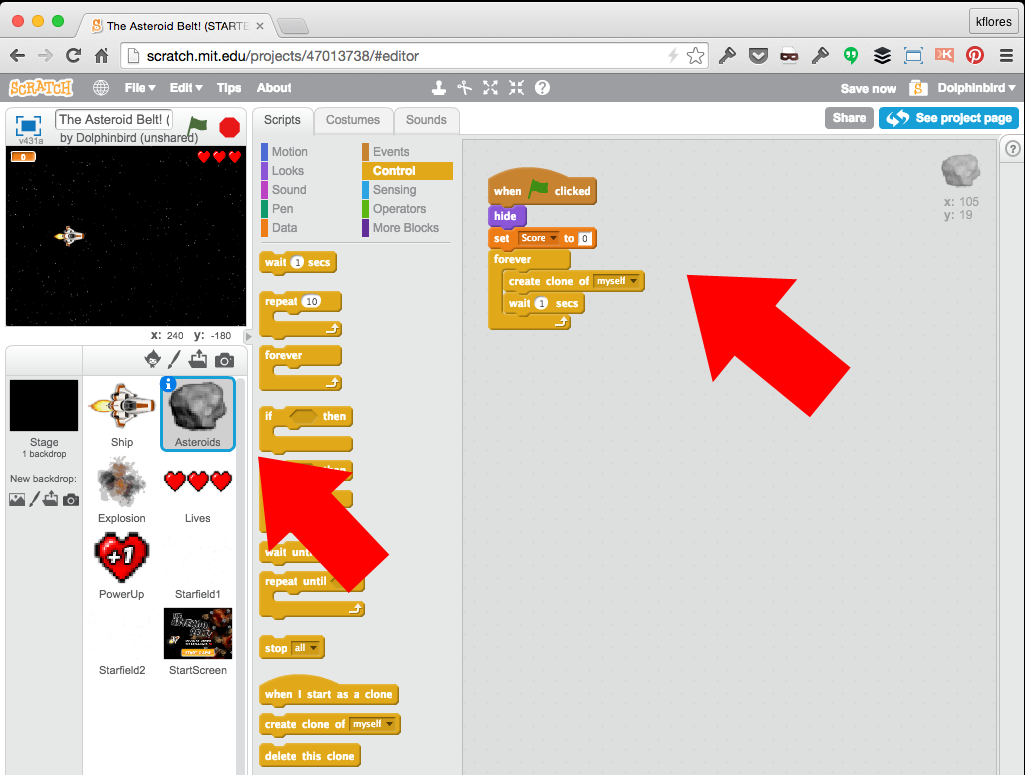 The Asteroid Belt! (STARTE
kflores
scratch.mit.edu/projects/47013738/#editor
SCRATCH
File Edit Tips About
Save now
Dolphinbird
v431a
The Asteroid Belt! (
by Dolphinbird (unshared)
Scripts Costumes Sounds
Share
See project page
0
Motion
Looks
Sound
Pen
Data
Events
Control
Sensing
Operators
More Blocks
wait 1 secs
repeat 10
forever
if then
then
wait unti
repeat until
stop all
when I start as a clone
create clone of myself
delete this clone
when clicked
hide
set Score to 0
forever
create clone of myself
wait 1 secs
x: 105
y: 19
x: 240 y: -180
Stage
1 backdrop
New backdrop:
Ship
Asteroids
Explosion
Lives
+1
PowerUp
Starfield1
Starfield2
StartScreen